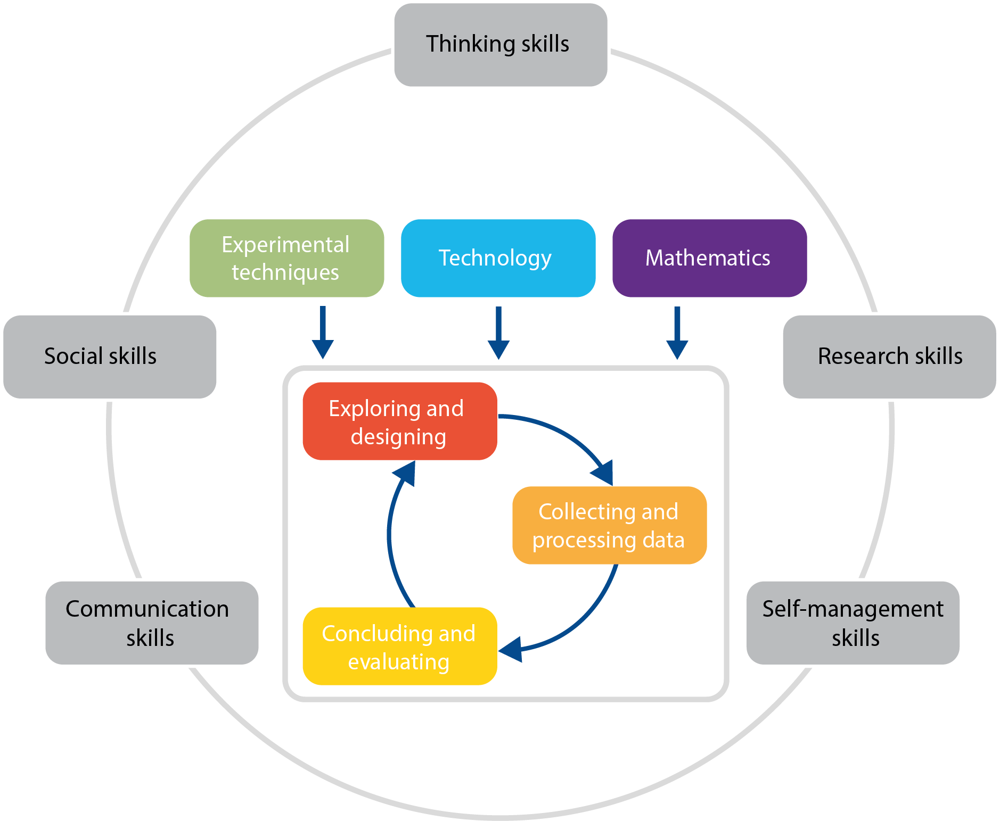 Thinking skills
Experimental
techniques
Technology
Mathematics
Social skills
Research skills
Exploring and
designing
Collecting and
processing data
Communication
skills
Self-management
skills
Concluding and
evaluating